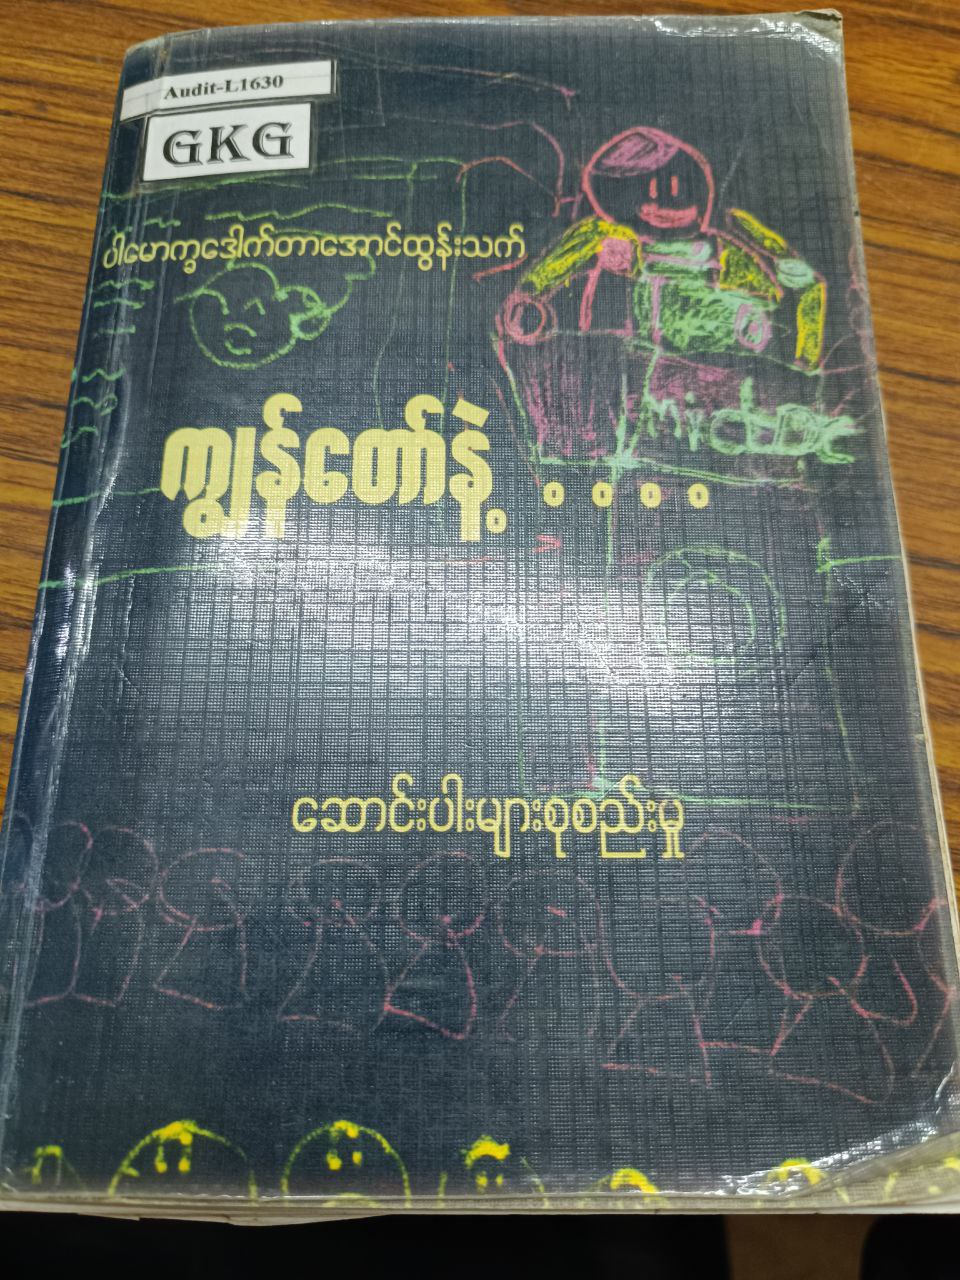 Audit-L1630
GKG
ပါမောက္ခဒေါက်တာအောင်ထွန်းသက်
ကျွန်တော်နဲ့ ....
ဆောင်းပါးများစုစည်းမှု